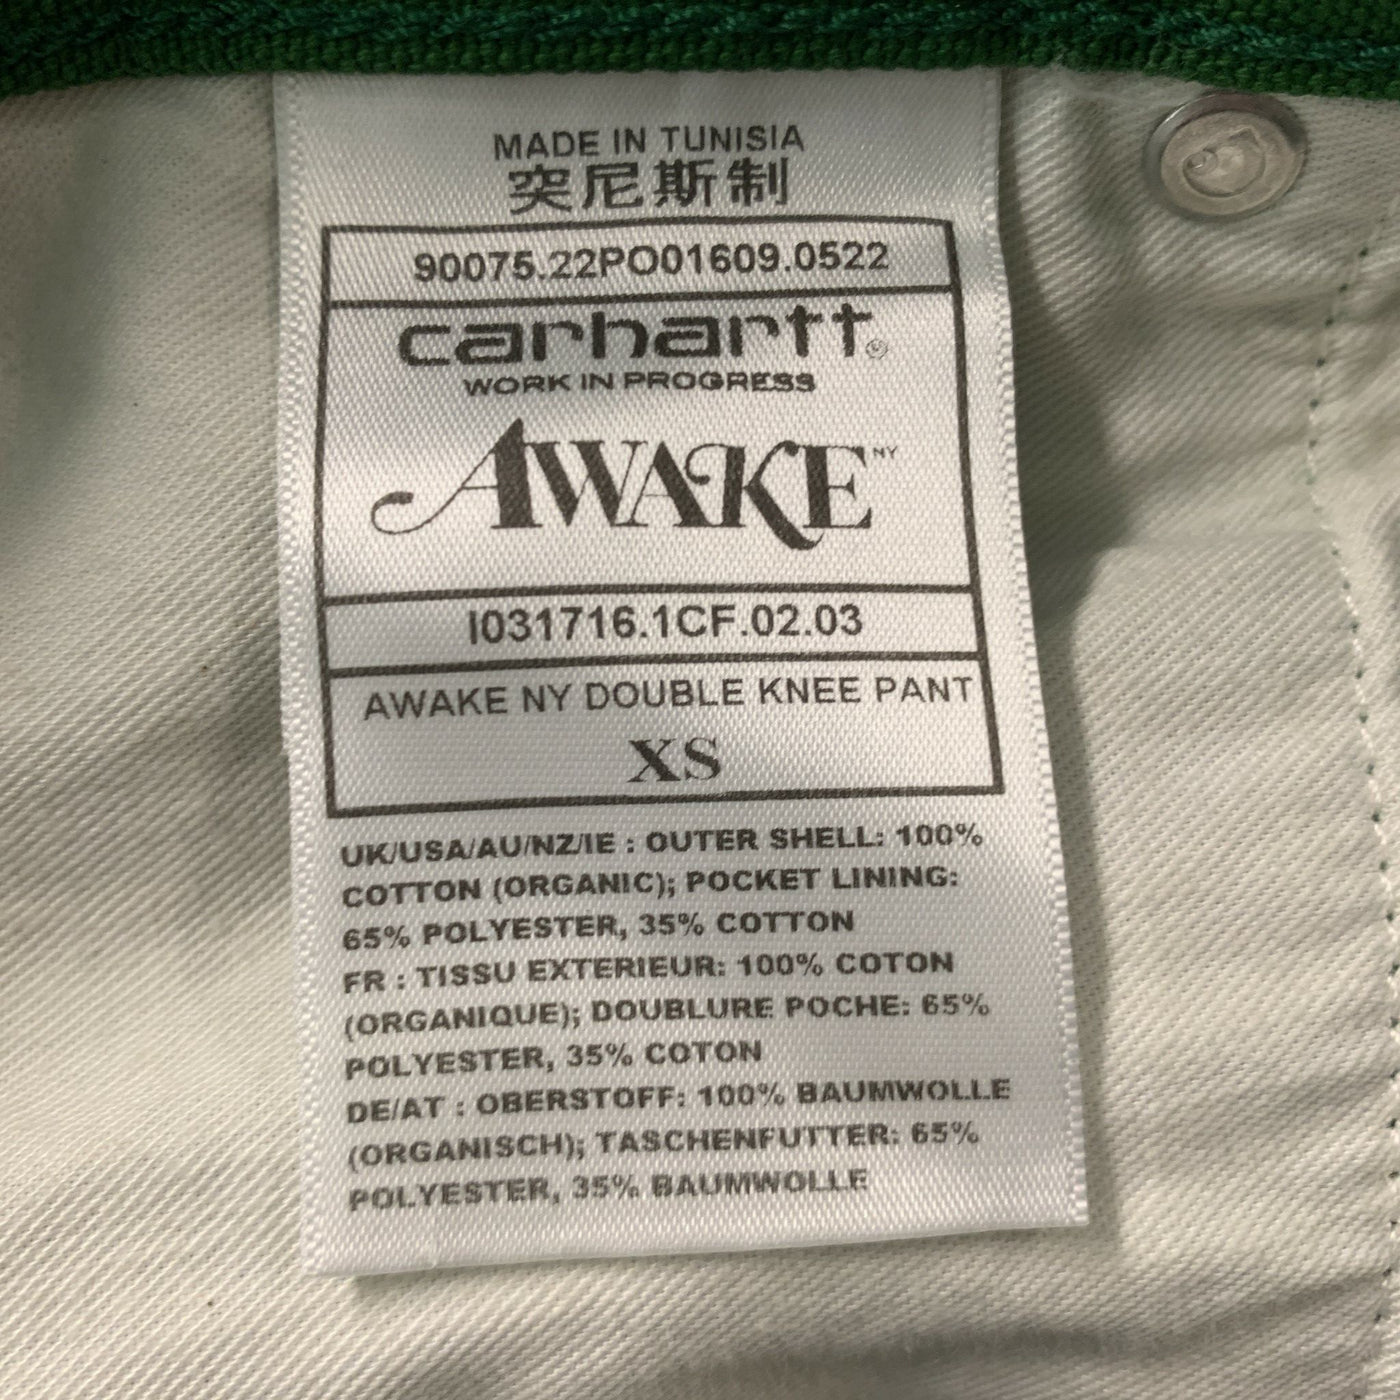 MADE IN TUNISIA
突尼斯制
90075.22PO01609.0522
carhartt®
WORK IN PROGRESS
AWAKE NY
I031716.1CF.02.03
AWAKE NY DOUBLE KNEE PANT
XS
UK/USA/AU/NZ/IE : OUTER SHELL: 100%
COTTON (ORGANIC); POCKET LINING:
65% POLYESTER, 35% COTTON
FR : TISSU EXTERIEUR: 100% COTON
(ORGANIQUE); DOUBLURE POCHE: 65%
POLYESTER, 35% COTON
DE/AT : OBERSTOFF: 100% BAUMWOLLE
(ORGANISCH); TASCHENFUTTER: 65%
POLYESTER, 35% BAUMWOLLE